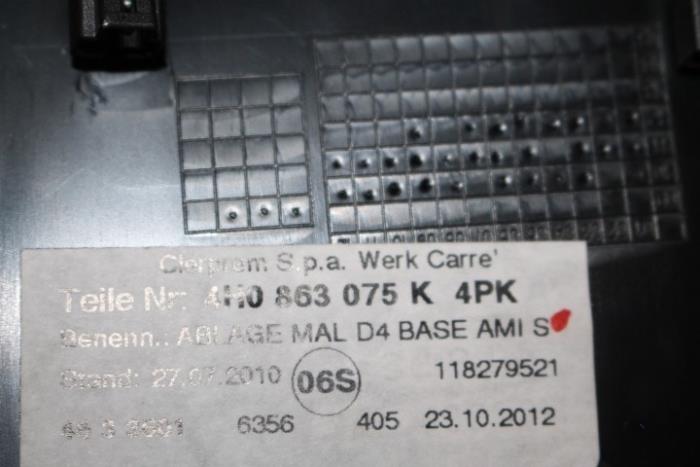 Clerprem S.p.a. Werk Carre'
Teile Nr: 4H0 863 075 K 4PK
Benenn.: ABLAGE MAL D4 BASE AMI S
Stand: 27.07.2010 06S 118279521
6356 405 23.10.2012